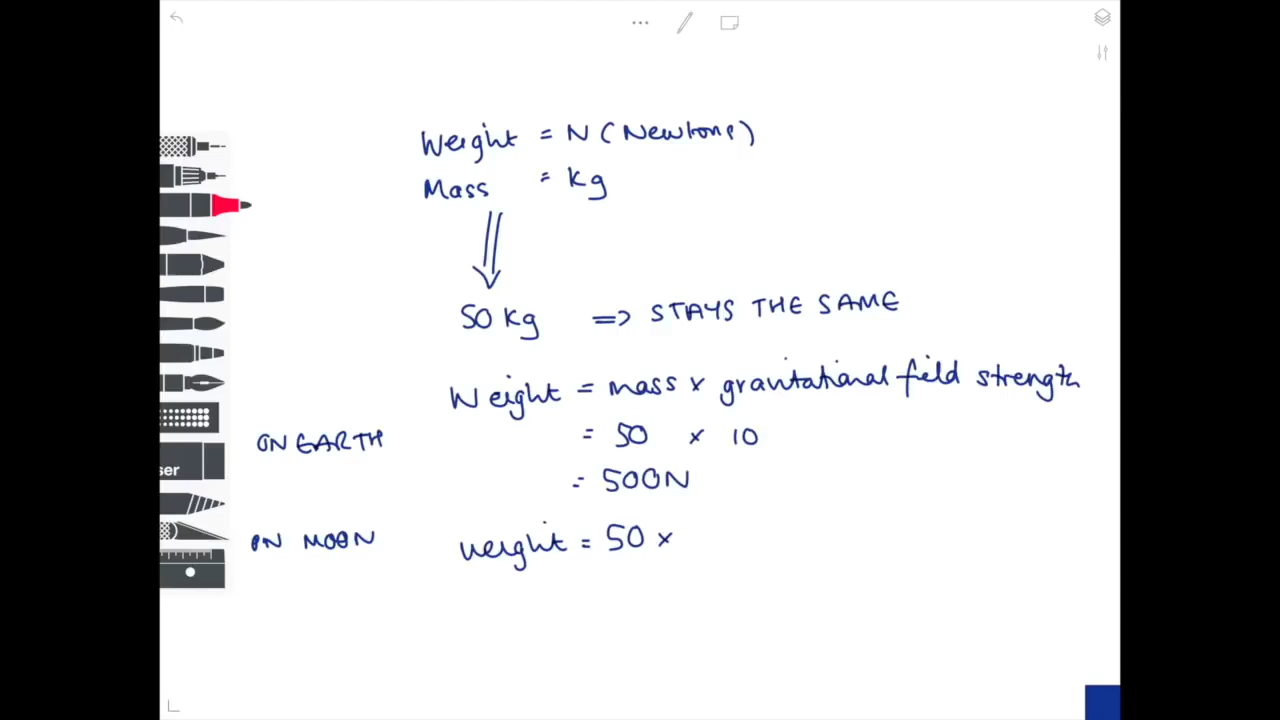 Weight = N (Newtons)
Mass = kg
50 kg => STAYS THE SAME
Weight = mass x gravitational field strength
= 50 x 10
ON EARTH
ser
= 500N
ON MOON
weight = 50 x